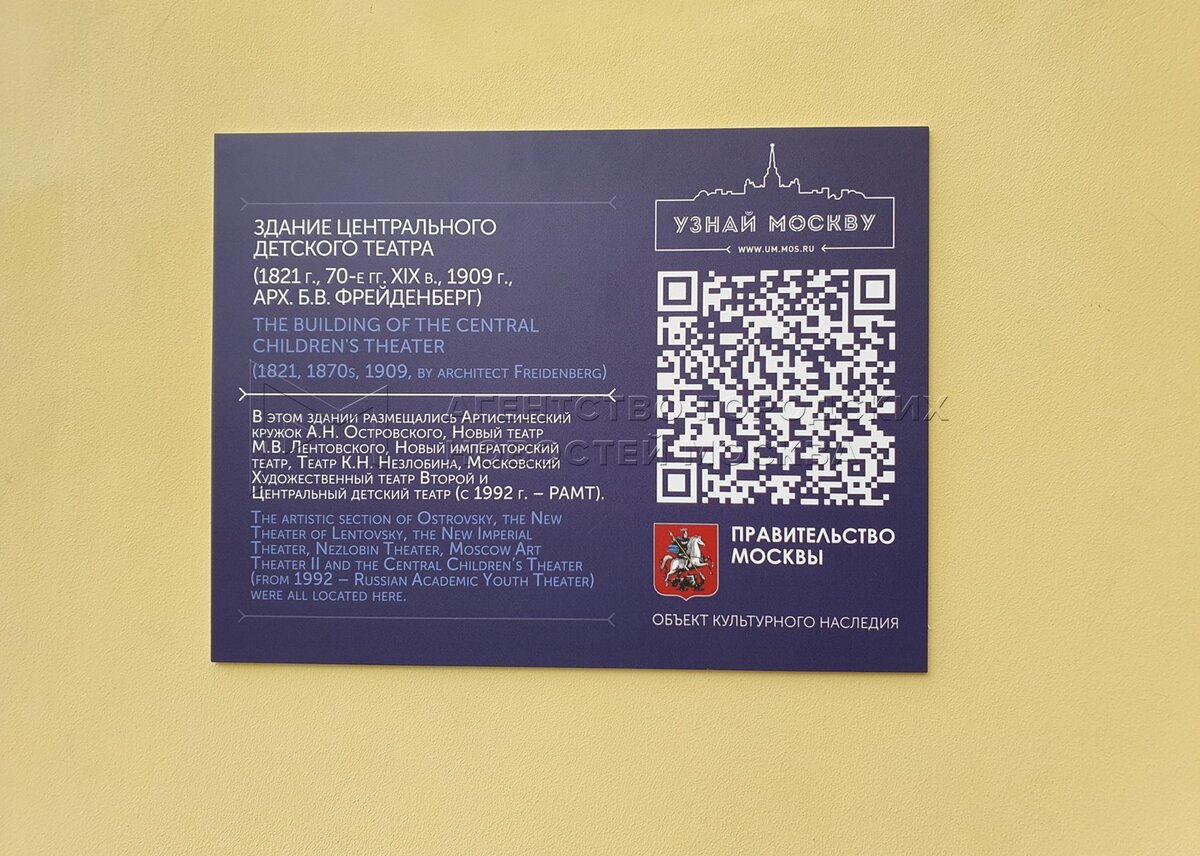 ЗДАНИЕ ЦЕНТРАЛЬНОГО
ДЕТСКОГО ТЕАТРА
(1821 г., 70-е гг. XIX в., 1909 г.,
АРХ. Б.В. ФРЕЙДЕНБЕРГ)
THE BUILDING OF THE CENTRAL
CHILDREN'S THEATER
(1821, 1870s, 1909, BY ARCHITECT FREIDENBERG)
В ЭТОМ ЗДАНИИ РАЗМЕЩАЛИСЬ АРТИСТИЧЕСКИЙ
КРУЖОК А.Н. ОСТРОВСКОГО, НОВЫЙ ТЕАТР
М.В. ЛЕНТОВСКОГО, НОВЫЙ ИМПЕРАТОРСКИЙ
ТЕАТР, ТЕАТР К.Н. НЕЗЛОБИНА, МОСКОВСКИЙ
ХУДОЖЕСТВЕННЫЙ ТЕАТР ВТОРОЙ И
ЦЕНТРАЛЬНЫЙ ДЕТСКИЙ ТЕАТР (С 1992 Г. – РАМТ).
THE ARTISTIC SECTION OF OSTROVSKY, THE NEW
THEATER OF LENTOVSKY, THE NEW IMPERIAL
THEATER, NEZLOBIN THEATER, MOSCOW ART
THEATER II AND THE CENTRAL CHILDREN'S THEATER
(FROM 1992 – RUSSIAN ACADEMIC YOUTH THEATER)
WERE ALL LOCATED HERE.
УЗНАЙ МОСКВУ
WWW.UM.MOS.RU
ПРАВИТЕЛЬСТВО
МОСКВЫ
ОБЪЕКТ КУЛЬТУРНОГО НАСЛЕДИЯ
АГЕНТСТВО ГОРОДСКИХ
НОВОСТЕЙ МОСКВА